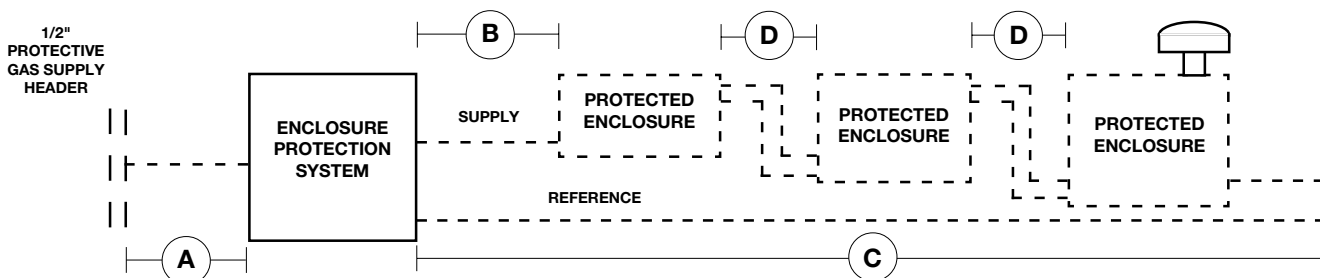 1/2"
PROTECTIVE
GAS SUPPLY
HEADER
A
ENCLOSURE
PROTECTION
SYSTEM
B
SUPPLY
PROTECTED
ENCLOSURE
D
PROTECTED
ENCLOSURE
D
PROTECTED
ENCLOSURE
REFERENCE
C